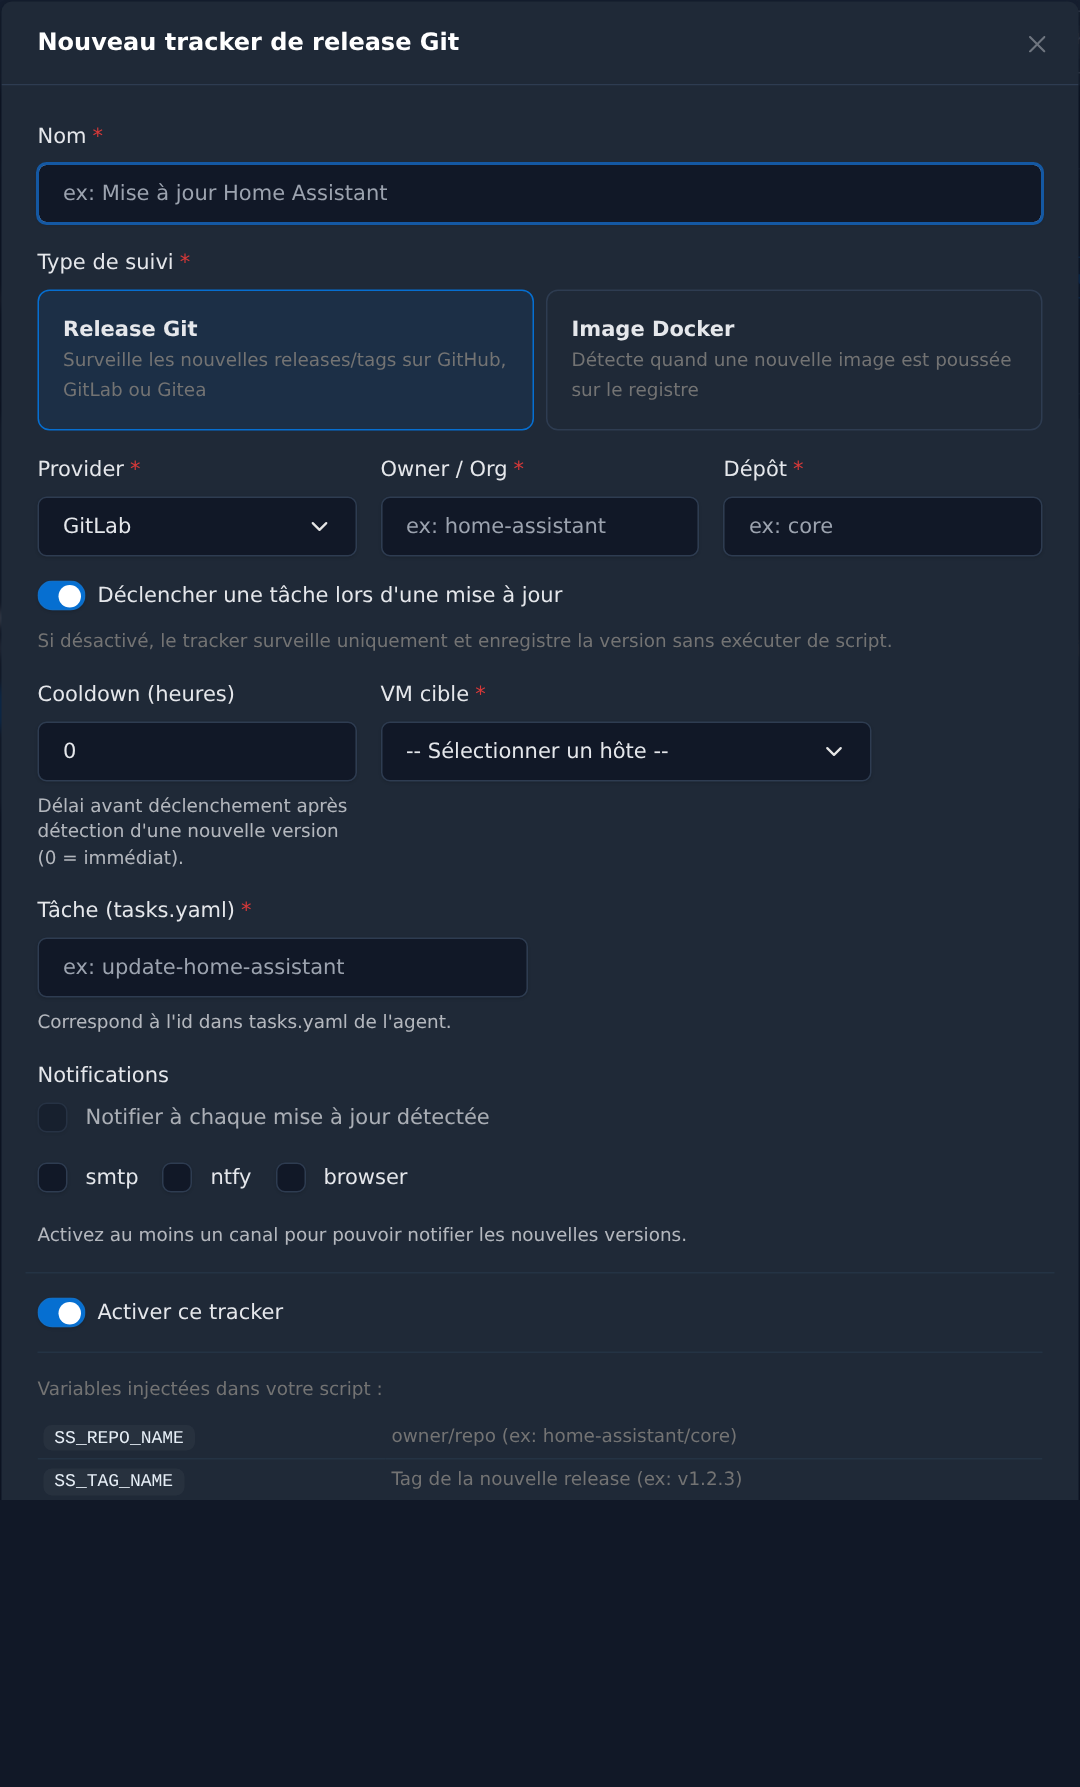 Nouveau tracker de release Git
Nom *
ex: Mise à jour Home Assistant
Type de suivi *
Release Git
Surveille les nouvelles releases/tags sur GitHub,
GitLab ou Gitea
Image Docker
Détecte quand une nouvelle image est poussée
sur le registre
Provider *
GitLab
Owner / Org *
ex: home-assistant
Dépôt *
ex: core
Déclencher une tâche lors d'une mise à jour
Si désactivé, le tracker surveille uniquement et enregistre la version sans exécuter de script.
Cooldown (heures)
0
Délai avant déclenchement après
détection d'une nouvelle version
(0 = immédiat).
VM cible *
-- Sélectionner un hôte --
Tâche (tasks.yaml) *
ex: update-home-assistant
Correspond à l'id dans tasks.yaml de l'agent.
Notifications
Notifier à chaque mise à jour détectée
smtp ntfy browser
Activez au moins un canal pour pouvoir notifier les nouvelles versions.
Activer ce tracker
Variables injectées dans votre script :
SS_REPO_NAME owner/repo (ex: home-assistant/core)
SS_TAG_NAME Tag de la nouvelle release (ex: v1.2.3)